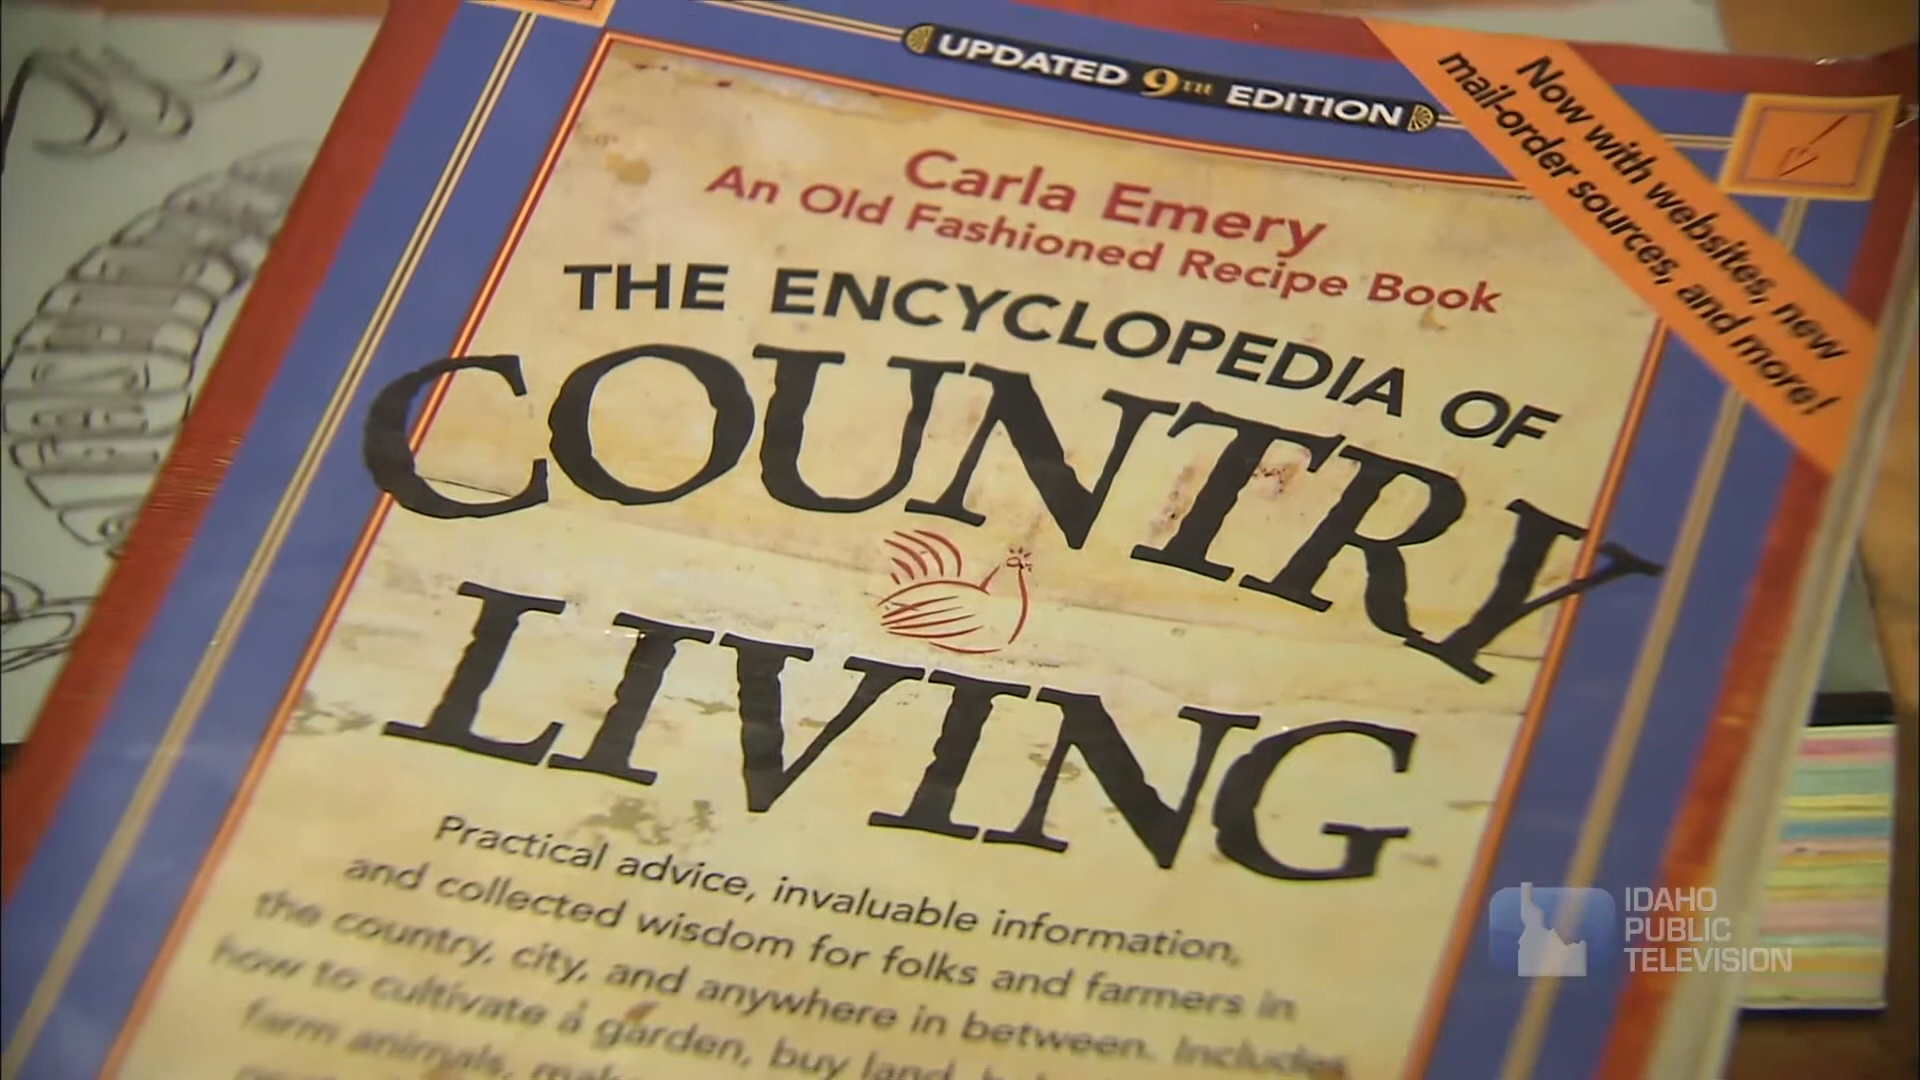 UPDATED 9TH EDITION
Now with websites, new
mail-order sources, and more!
Carla Emery
An Old Fashioned Recipe Book
THE ENCYCLOPEDIA OF
COUNTRY
LIVING
Practical advice, invaluable information,
and collected wisdom for folks and farmers in
the country, city, and anywhere in between. Includes
how to cultivate a garden, buy land,
farm animals,
IDAHO
PUBLIC
TELEVISION